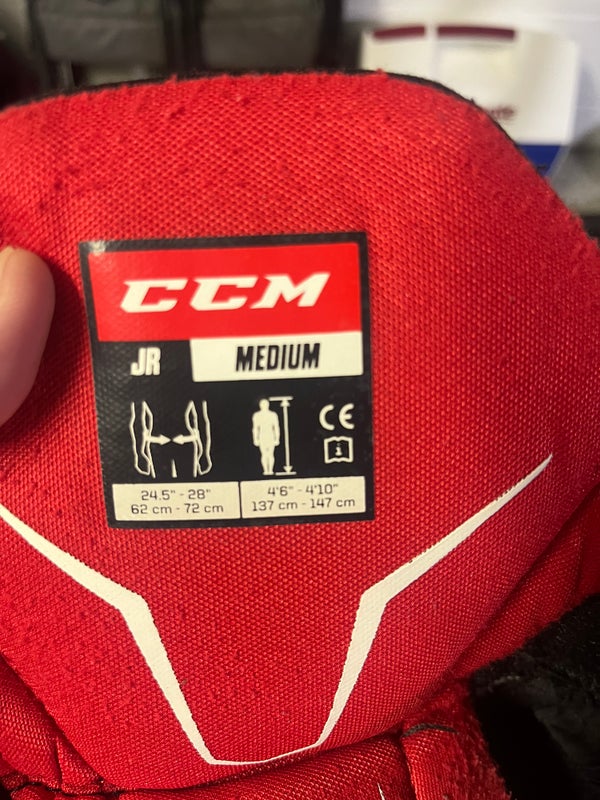 CCM
JR MEDIUM
CE
i
24.5" - 28" 4'6" - 4'10"
62 cm - 72 cm 137 cm - 147 cm